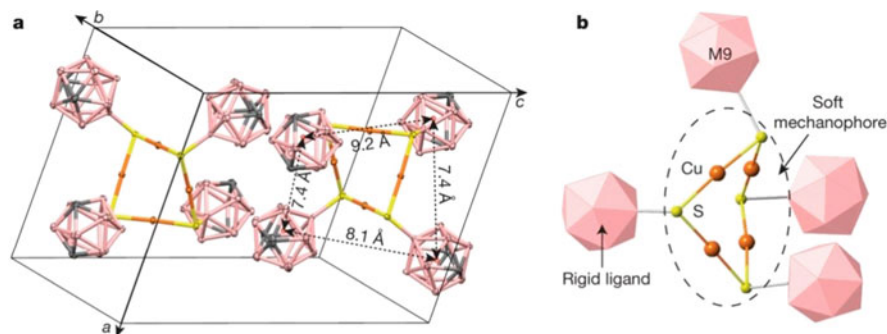 a
b
c
a
9.2 Å
7.4 Å
7.4 Å
8.1 Å
b
M9
Soft
mechanophore
Cu
S
Rigid ligand